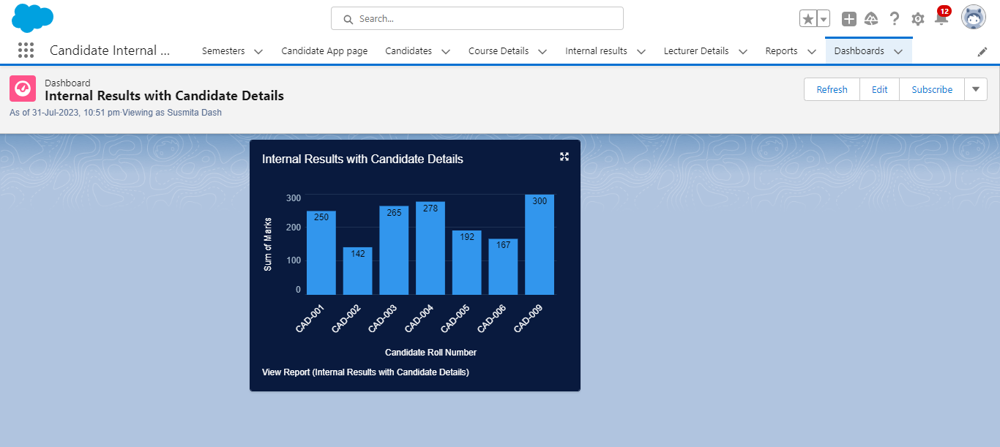 Search...
12
Candidate Internal ...
Semesters
Candidate App page
Candidates
Course Details
Internal results
Lecturer Details
Reports
Dashboards
Dashboard
Internal Results with Candidate Details
As of 31-Jul-2023, 10:51 pm·Viewing as Susmita Dash
Refresh
Edit
Subscribe
Internal Results with Candidate Details
Sum of Marks
300
200
100
0
250
142
265
278
192
167
300
CAD-001
CAD-002
CAD-003
CAD-004
CAD-005
CAD-006
CAD-009
Candidate Roll Number
View Report (Internal Results with Candidate Details)